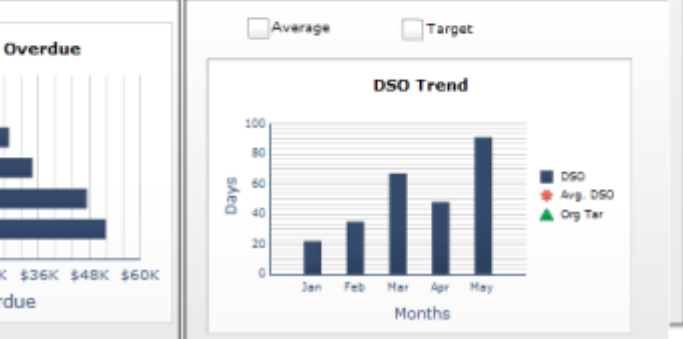 Overdue
$36K $48K $60K
Average
Target
DSO Trend
100
80
60
40
20
0
Days
Jan Feb Mar Apr May
Months
DSO
Avg. DSO
Org Tar